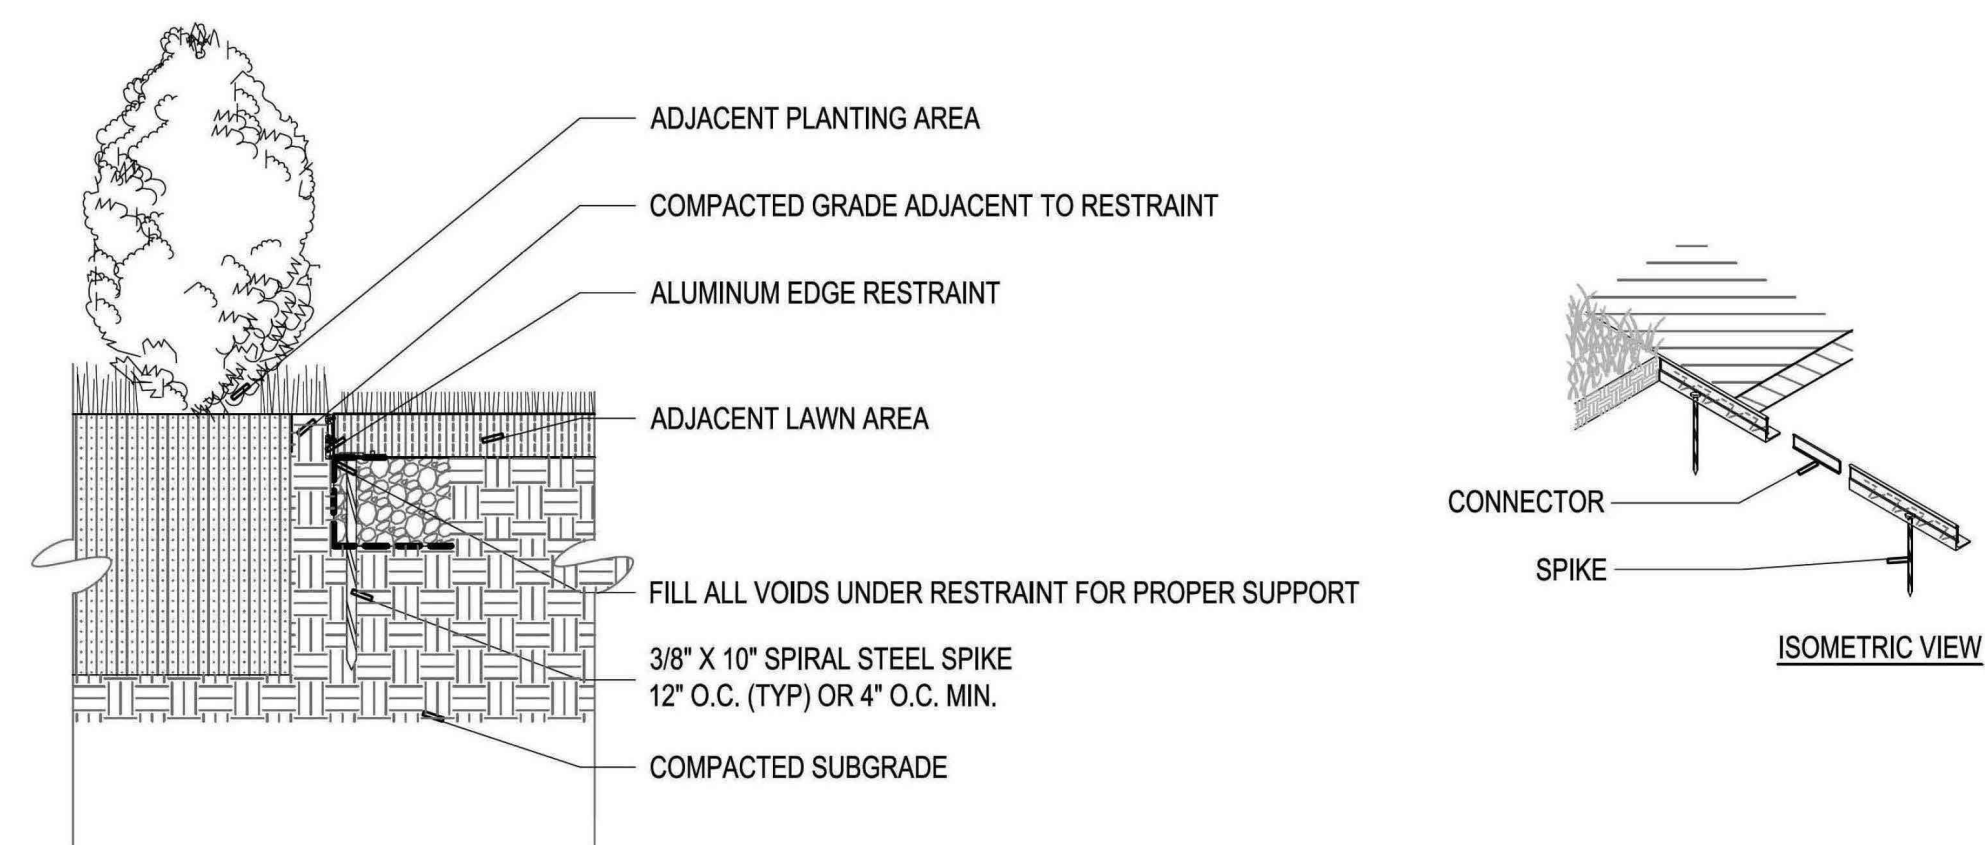 ADJACENT PLANTING AREA
COMPACTED GRADE ADJACENT TO RESTRAINT
ALUMINUM EDGE RESTRAINT
ADJACENT LAWN AREA
FILL ALL VOIDS UNDER RESTRAINT FOR PROPER SUPPORT
3/8" X 10" SPIRAL STEEL SPIKE
12" O.C. (TYP) OR 4" O.C. MIN.
COMPACTED SUBGRADE
CONNECTOR
SPIKE
ISOMETRIC VIEW